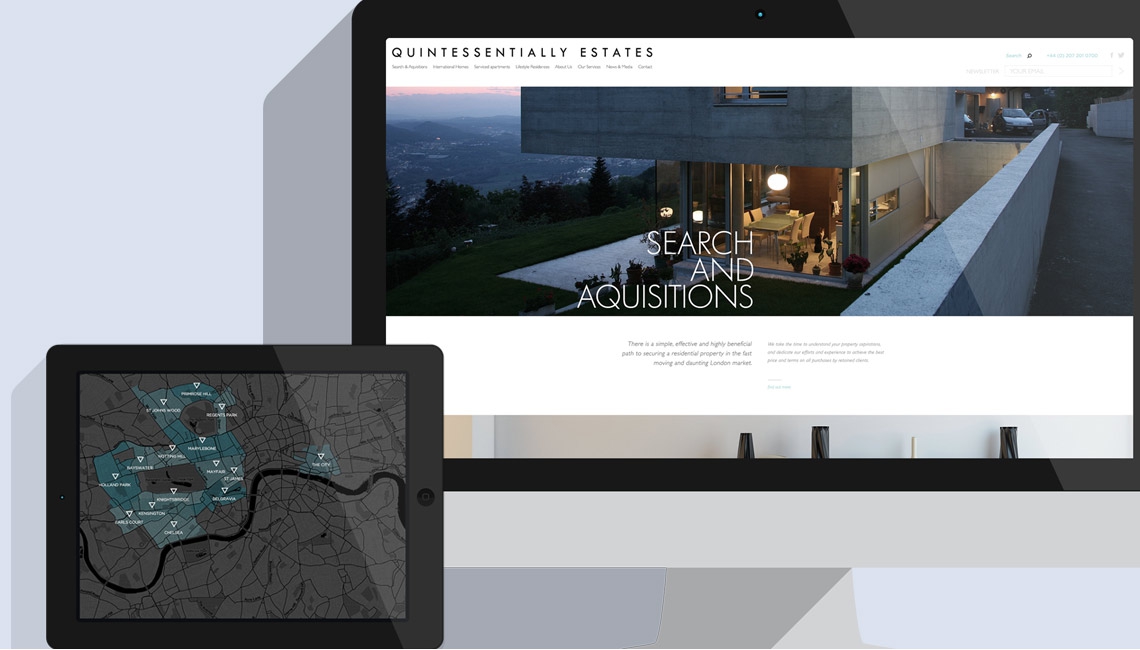 QUINTESSENTIALLY ESTATES
Search & Aquisitions International Homes Serviced apartments Lifestyle Residences About Us Our Services News & Media Contact
Search
+44 (0) 207 201 0700
NEWSLETTER YOUR EMAIL
SEARCH
AND
AQUISITIONS
There is a simple, effective and highly beneficial
path to securing a residential property in the fast
moving and daunting London market.
We take the time to understand your property aspirations,
and dedicate our efforts and experience to achieve the best
price and terms on all purchases by retained clients.
find out more
PRIMROSE HILL
ST JOHNS WOOD
REGENTS PARK
MARYLEBONE
NOTTING HILL
THE CITY
BAYSWATER
MAYFAIR
ST JAMES
HOLLAND PARK
KNIGHTSBRIDGE
BELGRAVIA
KENSINGTON
EARLS COURT
CHELSEA